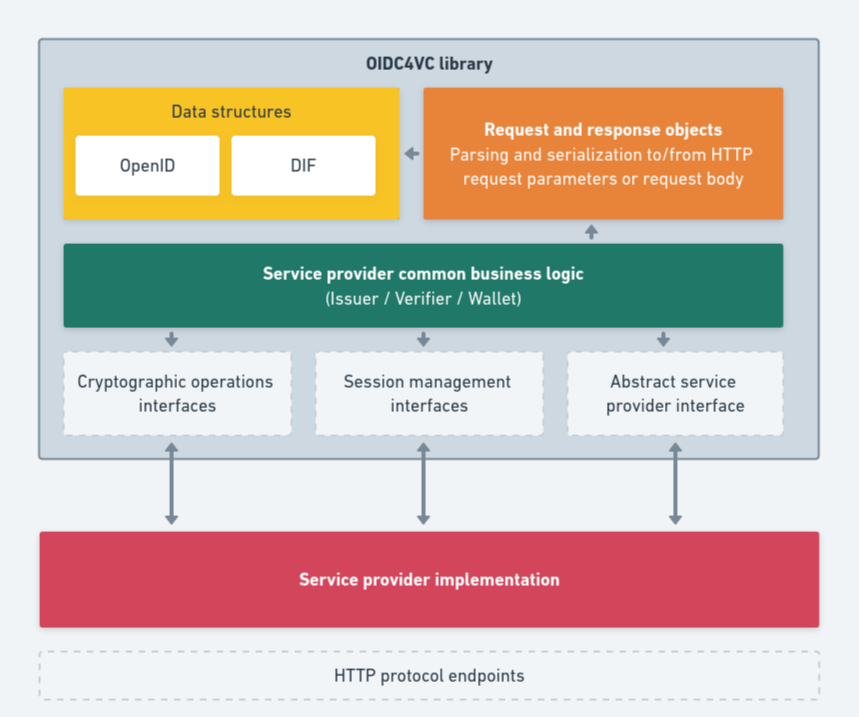 OIDC4VC library
Data structures
OpenID
DIF
Request and response objects
Parsing and serialization to/from HTTP
request parameters or request body
Service provider common business logic
(Issuer / Verifier / Wallet)
Cryptographic operations
interfaces
Session management
interfaces
Abstract service
provider interface
Service provider implementation
HTTP protocol endpoints